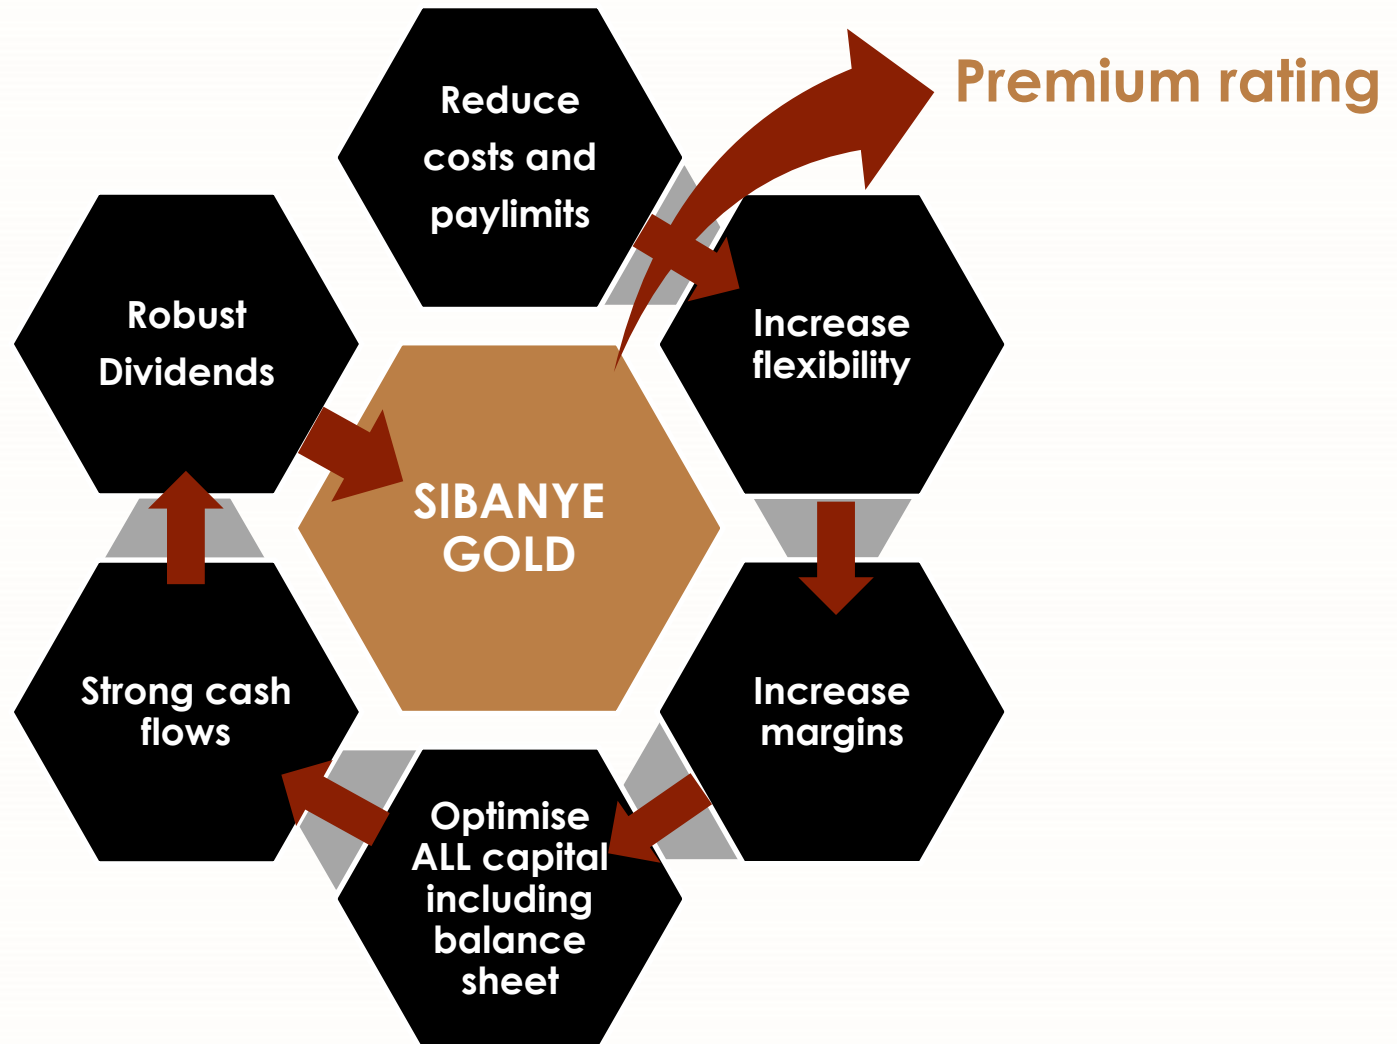 Premium rating
Reduce
costs and
paylimits
Increase
flexibility
Increase
margins
Optimise
ALL capital
including
balance
sheet
Strong cash
flows
Robust
Dividends
SIBANYE
GOLD